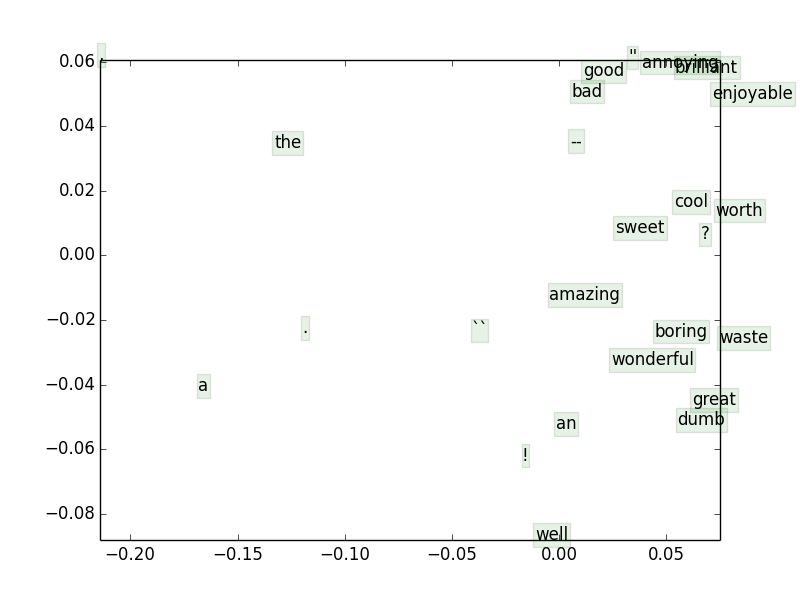 ,
"
annoying
brilliant
0.06
good
bad
enjoyable
0.04
the
--
0.02
cool
worth
sweet
?
0.00
amazing
−0.02
.
``
boring
waste
wonderful
−0.04
a
great
dumb
an
−0.06
!
−0.08
well
−0.20
−0.15
−0.10
−0.05
0.00
0.05